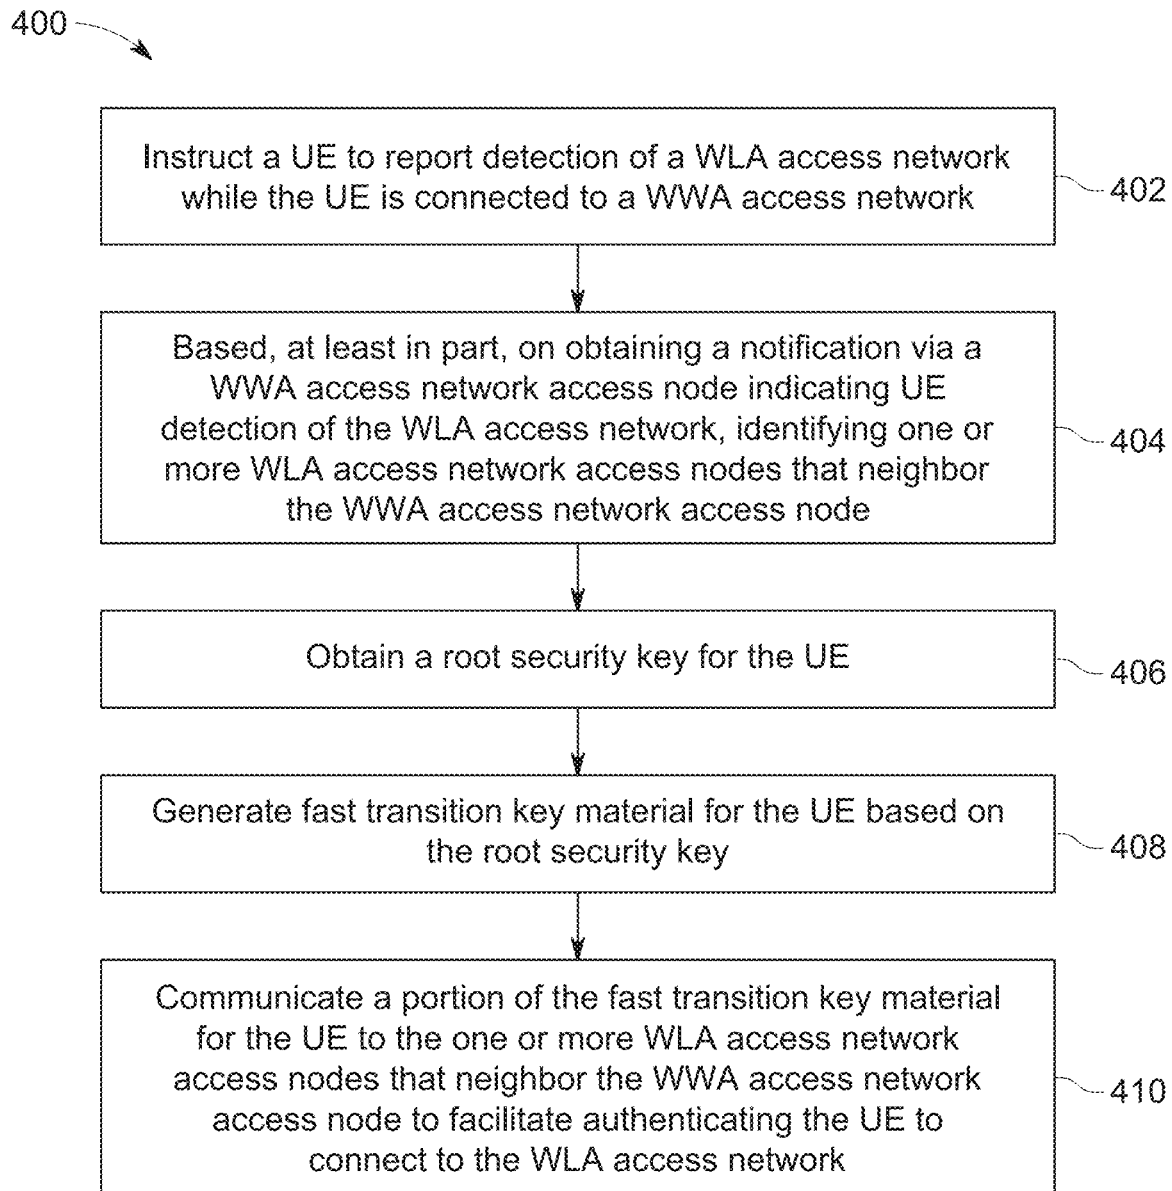 400
Instruct a UE to report detection of a WLA access network
while the UE is connected to a WWA access network
402
Based, at least in part, on obtaining a notification via a
WWA access network access node indicating UE
detection of the WLA access network, identifying one or
more WLA access network access nodes that neighbor
the WWA access network access node
404
Obtain a root security key for the UE
406
Generate fast transition key material for the UE based on
the root security key
408
Communicate a portion of the fast transition key material
for the UE to the one or more WLA access network
access nodes that neighbor the WWA access network
access node to facilitate authenticating the UE to
connect to the WLA access network
410